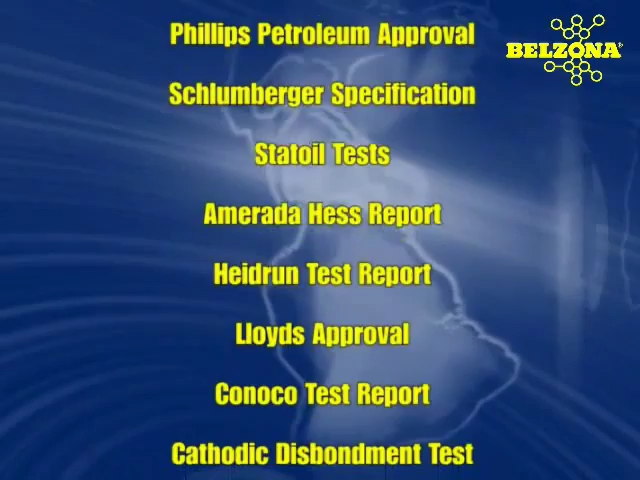 Phillips Petroleum Approval
BELZONA®
Schlumberger Specification
Statoil Tests
Amerada Hess Report
Heidrun Test Report
Lloyds Approval
Conoco Test Report
Cathodic Disbondment Test